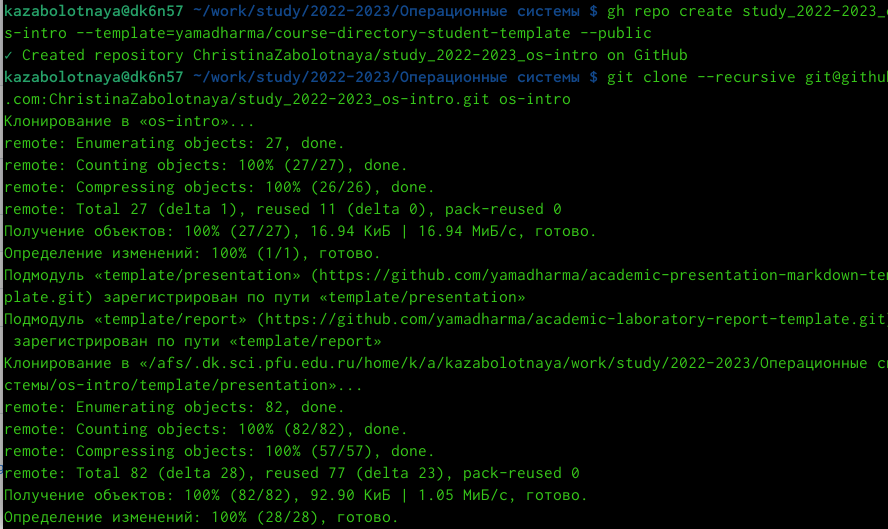 kazabolotnaya@dk6n57 ~/work/study/2022-2023/Операционные системы $ gh repo create study_2022-2023_o
s-intro --template=yamadharma/course-directory-student-template --public
✓ Created repository ChristinaZabolotnaya/study_2022-2023_os-intro on GitHub
kazabolotnaya@dk6n57 ~/work/study/2022-2023/Операционные системы $ git clone --recursive git@github
.com:ChristinaZabolotnaya/study_2022-2023_os-intro.git os-intro
Клонирование в «os-intro»...
remote: Enumerating objects: 27, done.
remote: Counting objects: 100% (27/27), done.
remote: Compressing objects: 100% (26/26), done.
remote: Total 27 (delta 1), reused 11 (delta 0), pack-reused 0
Получение объектов: 100% (27/27), 16.94 КиБ | 16.94 МиБ/с, готово.
Определение изменений: 100% (1/1), готово.
Подмодуль «template/presentation» (https://github.com/yamadharma/academic-presentation-markdown-tem
plate.git) зарегистрирован по пути «template/presentation»
Подмодуль «template/report» (https://github.com/yamadharma/academic-laboratory-report-template.git)
зарегистрирован по пути «template/report»
Клонирование в «/afs/.dk.sci.pfu.edu.ru/home/k/a/kazabolotnaya/work/study/2022-2023/Операционные си
стемы/os-intro/template/presentation»...
remote: Enumerating objects: 82, done.
remote: Counting objects: 100% (82/82), done.
remote: Compressing objects: 100% (57/57), done.
remote: Total 82 (delta 28), reused 77 (delta 23), pack-reused 0
Получение объектов: 100% (82/82), 92.90 КиБ | 1.05 МиБ/с, готово.
Определение изменений: 100% (28/28), готово.